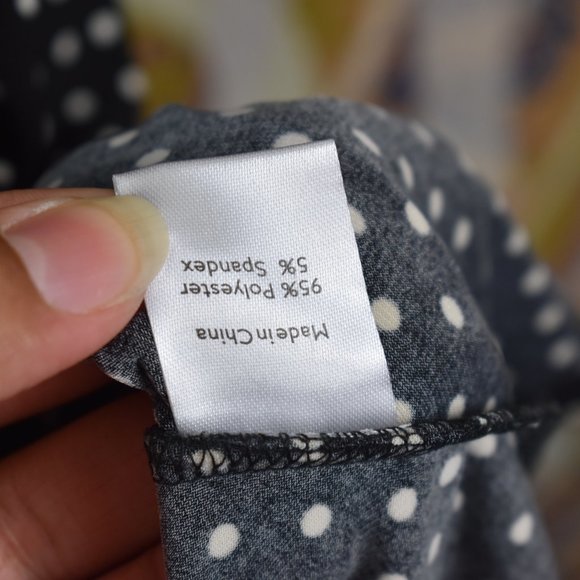 Made in China
95% Polyester
5% Spandex